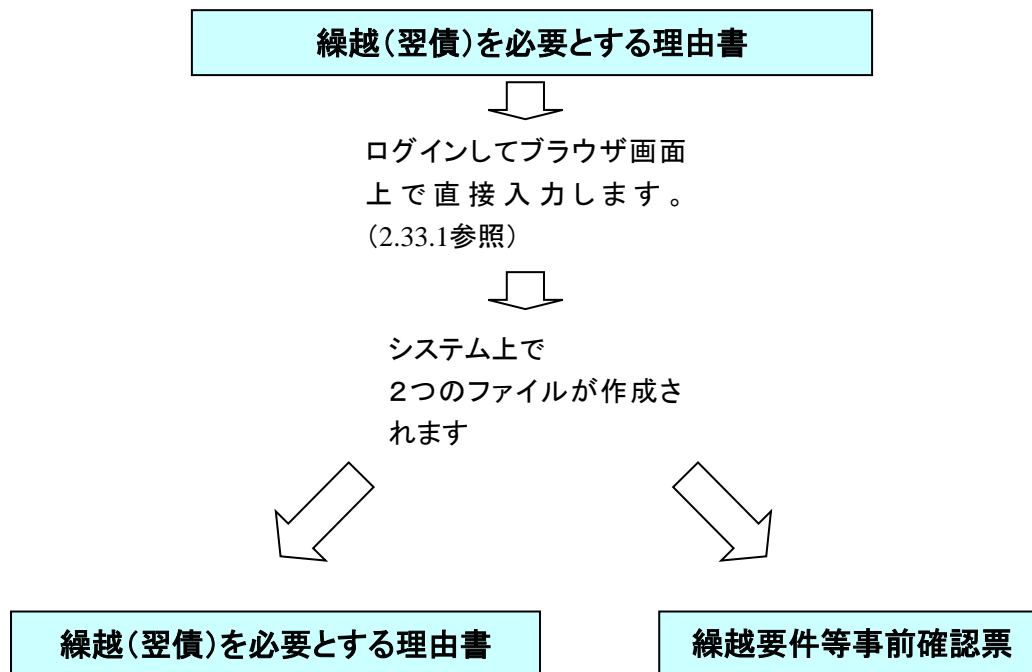 繰越（翌債）を必要とする理由書
ログインしてブラウザ画面
上で直接入力します。
（2.33.1参照）
システム上で
２つのファイルが作成さ
れます
繰越（翌債）を必要とする理由書
繰越要件等事前確認票